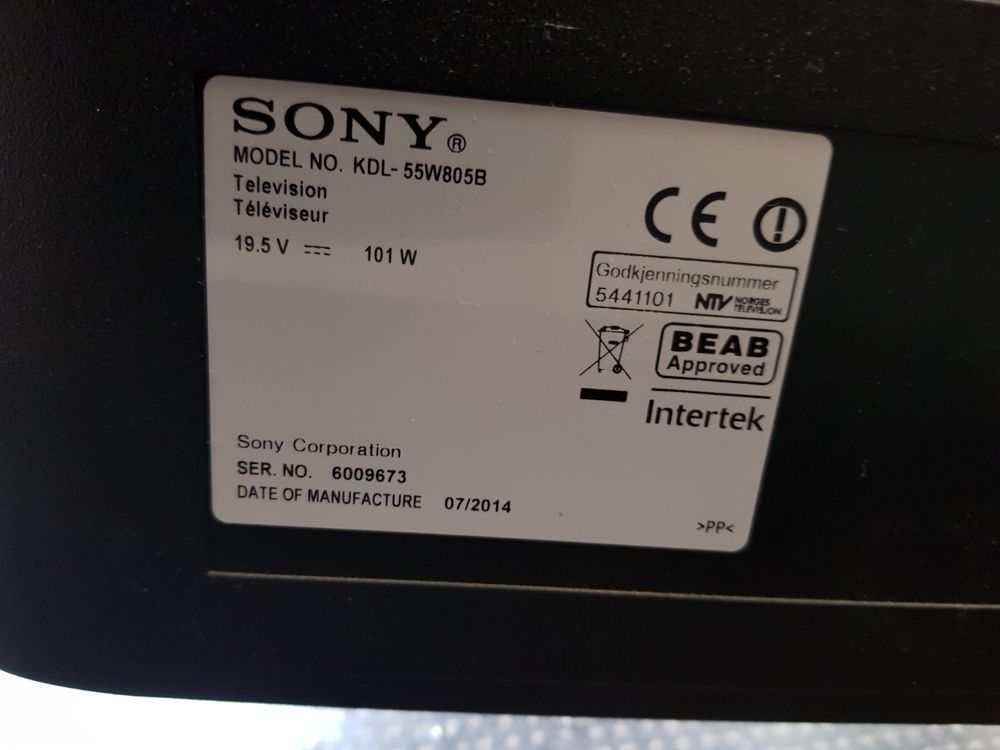 SONY®
MODEL NO. KDL-55W805B
Television
Téléviseur
19.5 V 101 W
CE
Godkjenningsnummer
5441101 NTV NORGES TELEVISJON
BEAB
Approved
Intertek
Sony Corporation
SER. NO. 6009673
DATE OF MANUFACTURE 07/2014
>PP<